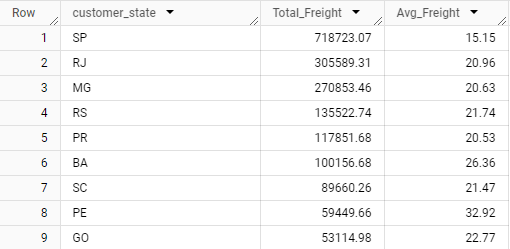 Row customer_state Total_Freight Avg_Freight
1 SP 718723.07 15.15
2 RJ 305589.31 20.96
3 MG 270853.46 20.63
4 RS 135522.74 21.74
5 PR 117851.68 20.53
6 BA 100156.68 26.36
7 SC 89660.26 21.47
8 PE 59449.66 32.92
9 GO 53114.98 22.77